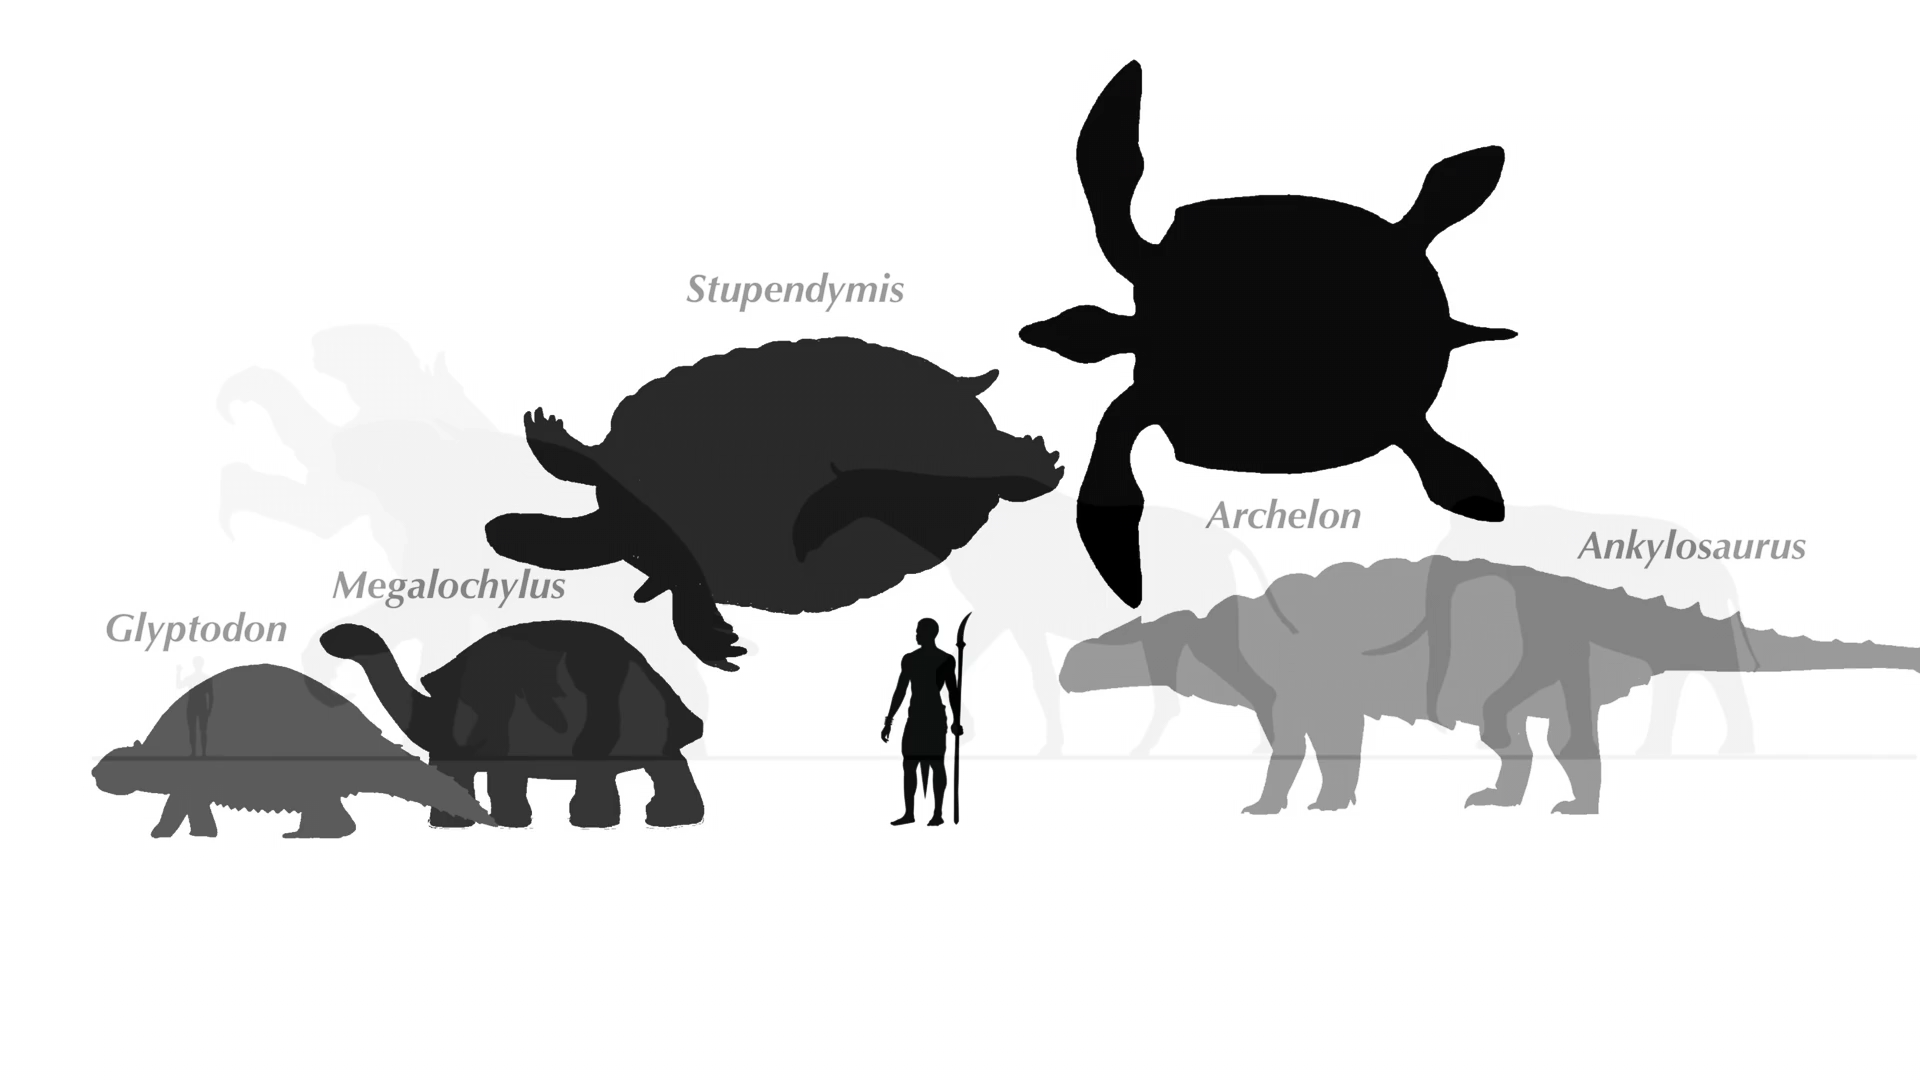 Stupendymis
Archelon
Ankylosaurus
Megalochylus
Glyptodon